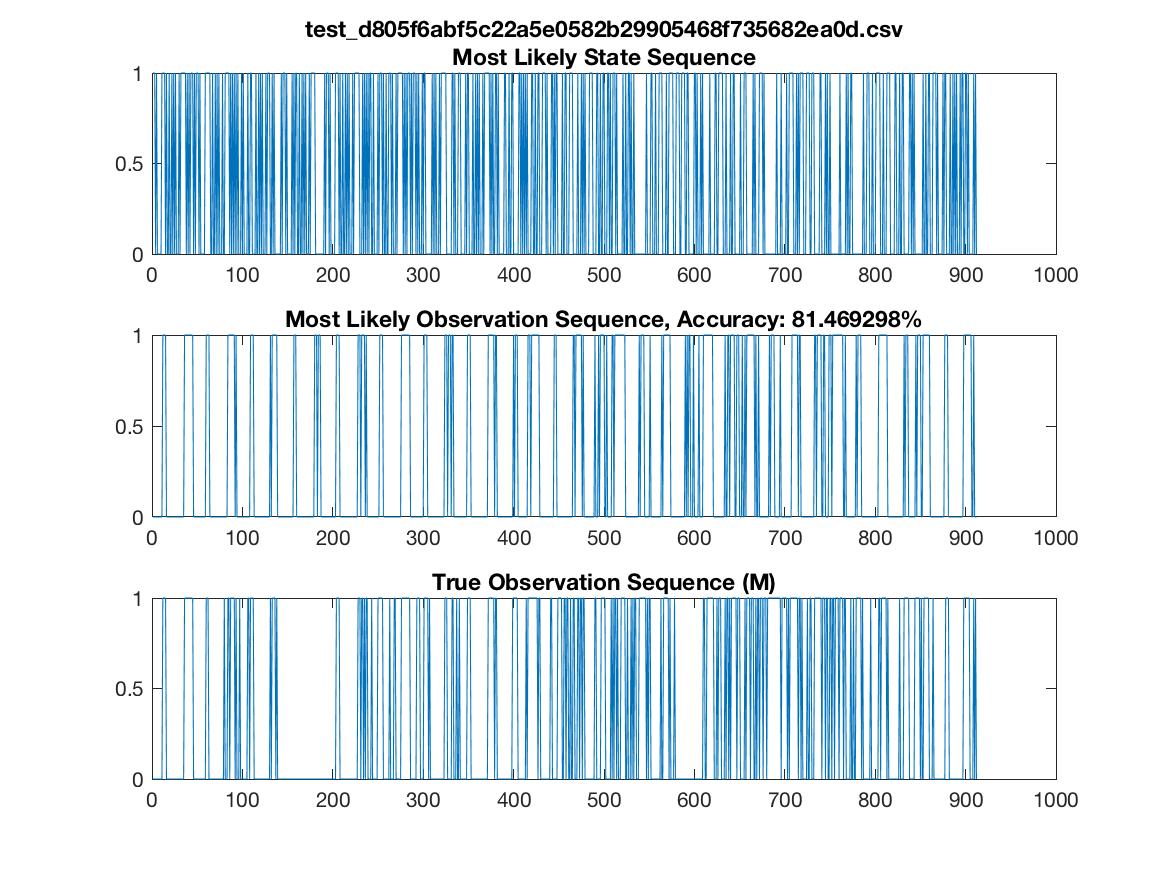 test_d805f6abf5c22a5e0582b29905468f735682ea0d.csv
Most Likely State Sequence
1
0.5
0
0 100 200 300 400 500 600 700 800 900 1000
Most Likely Observation Sequence, Accuracy: 81.469298%
1
0.5
0
0 100 200 300 400 500 600 700 800 900 1000
True Observation Sequence (M)
1
0.5
0
0 100 200 300 400 500 600 700 800 900 1000